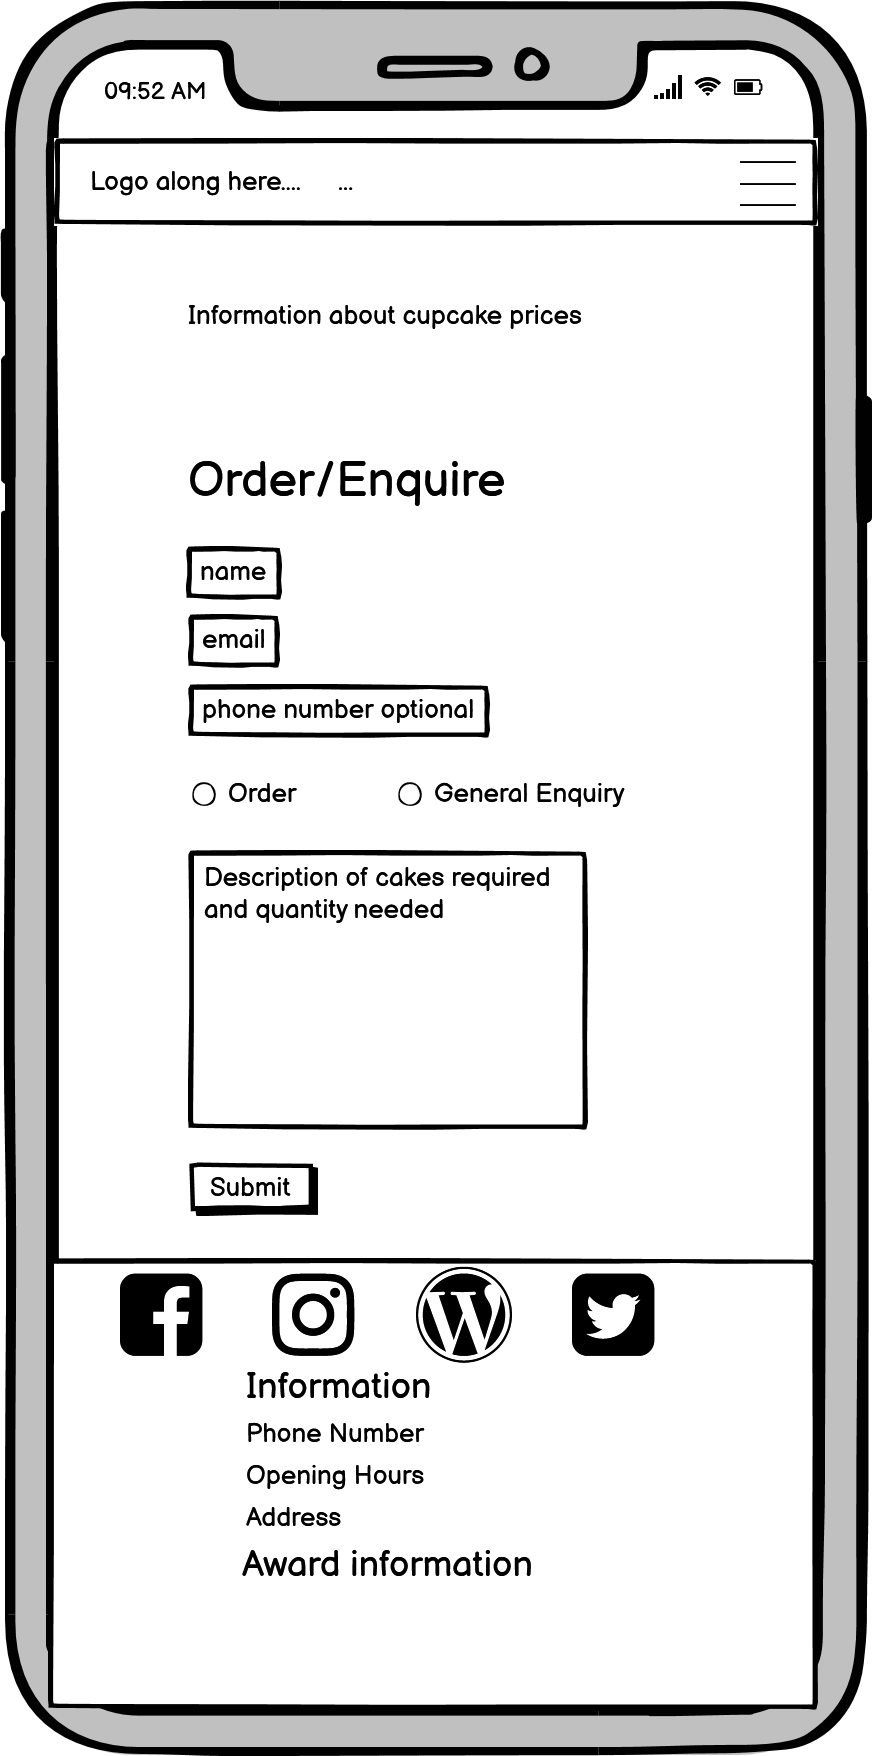 09:52 AM
Logo along here.... ...
Information about cupcake prices
Order/Enquire
name
email
phone number optional
Order
General Enquiry
Description of cakes required
and quantity needed
Submit
Information
Phone Number
Opening Hours
Address
Award information